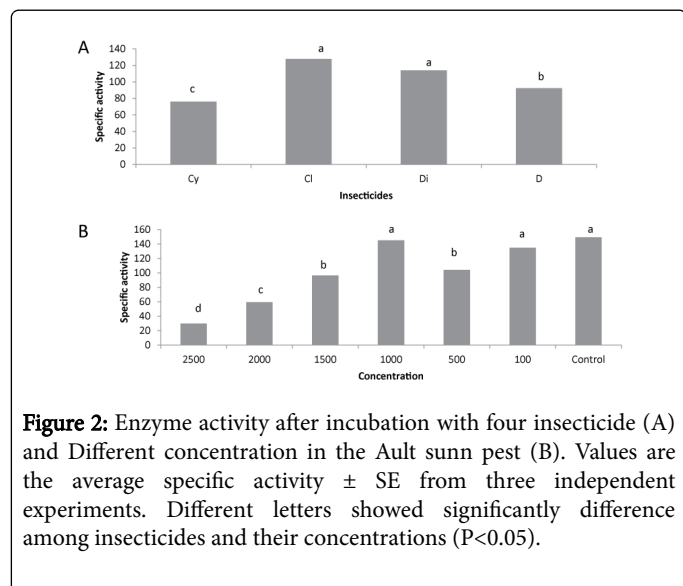 A
Specific activity
140
120
100
80
60
40
20
0
c
a
a
b
Cy
Cl
Di
D
Insecticides
B
Specific activity
160
140
120
100
80
60
40
20
0
d
c
b
a
b
a
a
2500
2000
1500
1000
500
100
Control
Concentration
Figure 2: Enzyme activity after incubation with four insecticide (A)
and Different concentration in the Ault sunn pest (B). Values are
the average specific activity ± SE from three independent
experiments. Different letters showed significantly difference
among insecticides and their concentrations (P<0.05).